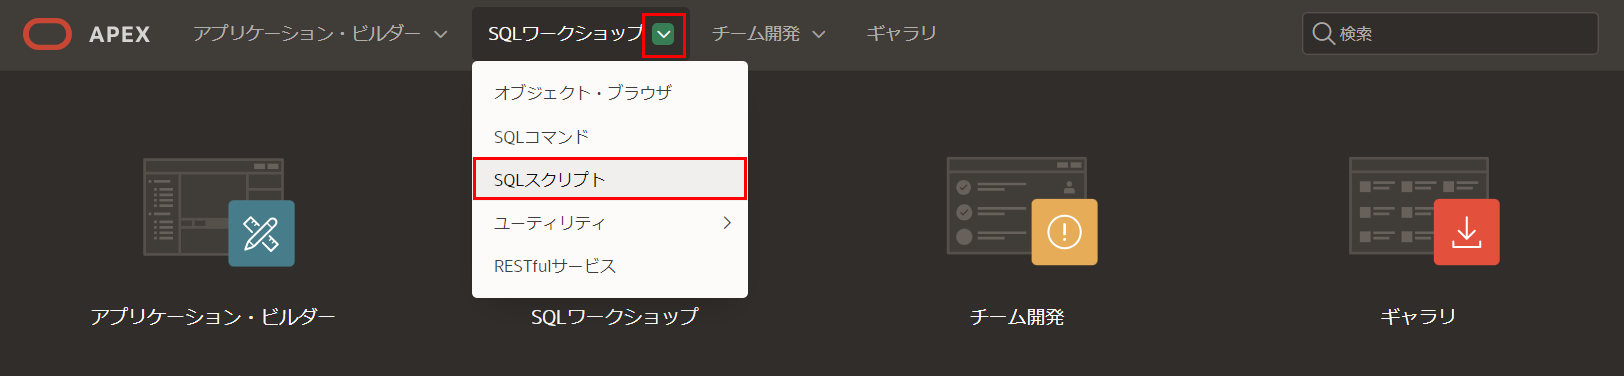 APEX アプリケーション・ビルダー SQLワークショップ チーム開発 ギャラリ 検索
オブジェクト・ブラウザ
SQLコマンド
SQLスクリプト
ユーティリティ
RESTfulサービス
アプリケーション・ビルダー SQLワークショップ チーム開発 ギャラリ